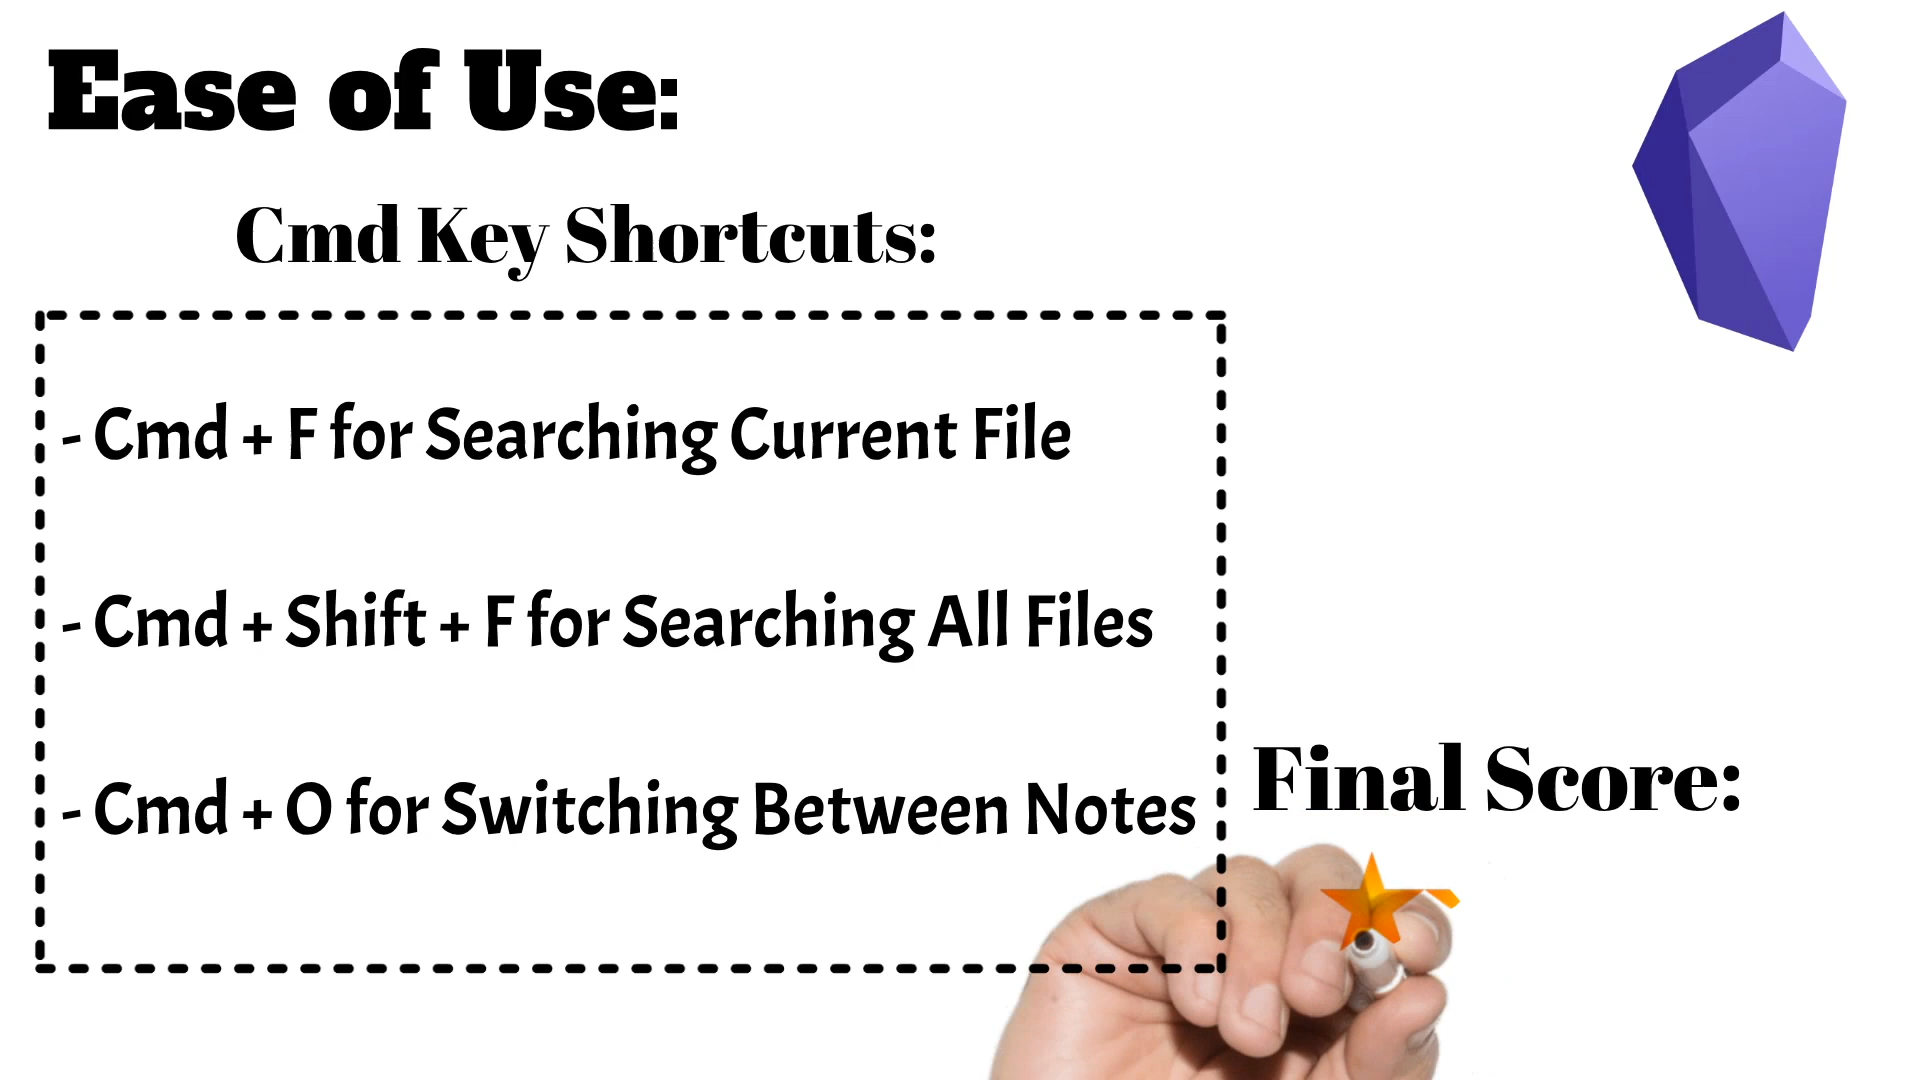 Ease of Use:
Cmd Key Shortcuts:
- Cmd + F for Searching Current File
- Cmd + Shift + F for Searching All Files
- Cmd + O for Switching Between Notes
Final Score: